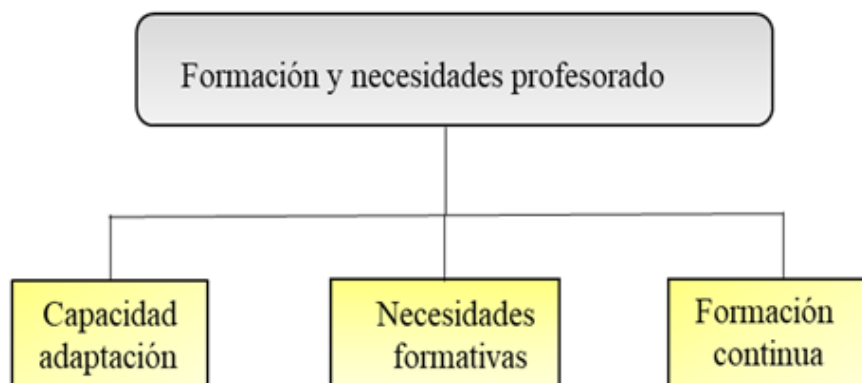 Formación y necesidades profesorado
Capacidad
adaptación
Necesidades
formativas
Formación
continua